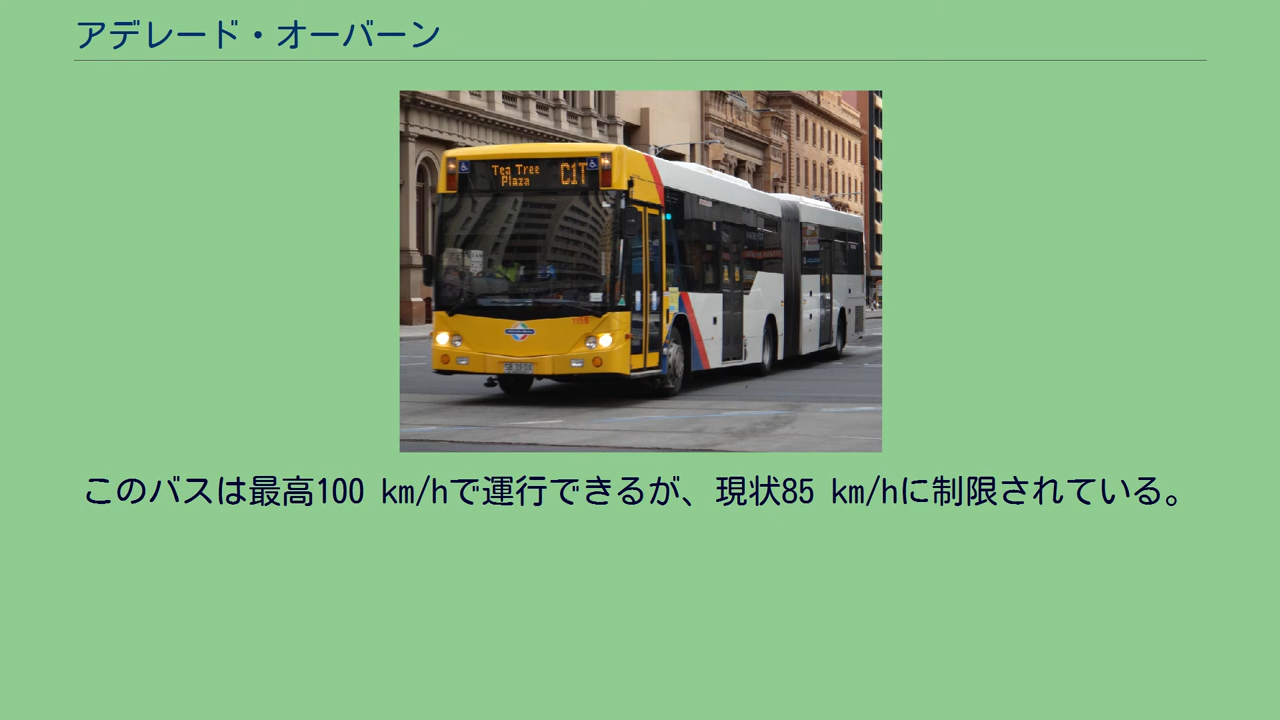 アデレード・オーバーン
Tea Tree
Plaza
C1T
このバスは最高100 km/hで運行できるが、現状85 km/hに制限されている。